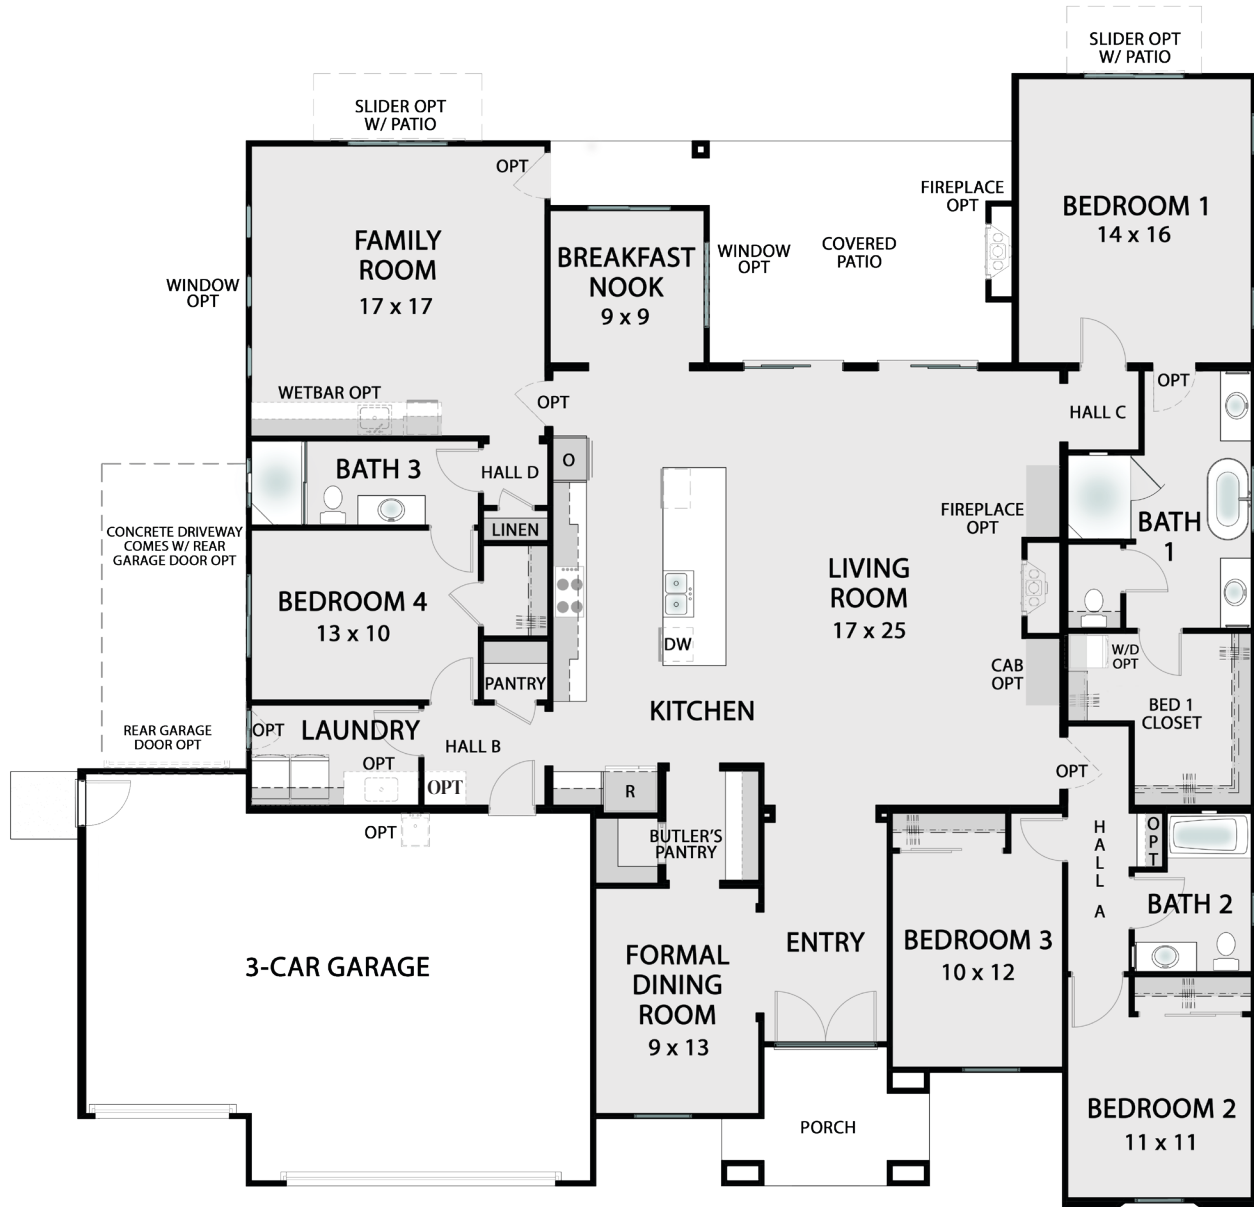 SLIDER OPT
W/ PATIO
SLIDER OPT
W/ PATIO
OPT
FIREPLACE
OPT
BEDROOM 1
14 x 16
FAMILY
ROOM
17 x 17
BREAKFAST
NOOK
9 x 9
WINDOW
OPT
COVERED
PATIO
WINDOW
OPT
WETBAR OPT
OPT
HALL C
OPT
BATH 3
HALL D
O
LINEN
CONCRETE DRIVEWAY
COMES W/ REAR
GARAGE DOOR OPT
FIREPLACE
OPT
BATH
1
BEDROOM 4
13 x 10
LIVING
ROOM
17 x 25
DW
W/D
OPT
CAB
OPT
PANTRY
BED 1
CLOSET
KITCHEN
REAR GARAGE
DOOR OPT
OPT
LAUNDRY
HALL B
OPT
OPT
OPT
R
OPT
BUTLER'S
PANTRY
HALL A
OPT
BATH 2
ENTRY
BEDROOM 3
10 x 12
3-CAR GARAGE
FORMAL
DINING
ROOM
9 x 13
PORCH
BEDROOM 2
11 x 11